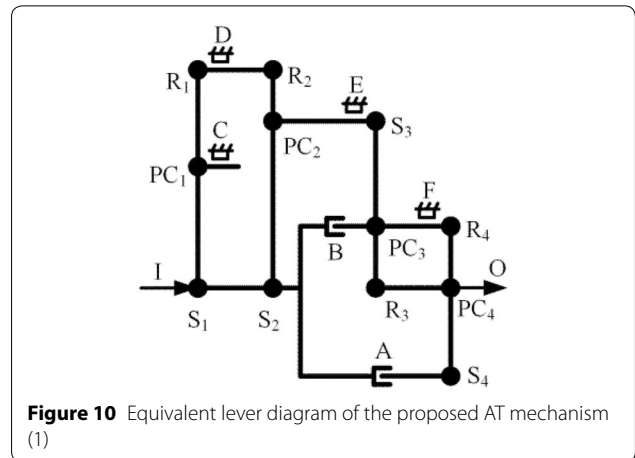 D
R₁
R₂
E
S₃
C
PC₂
PC₁
F
B
PC₃
R₄
I
O
S₁
S₂
R₃
PC₄
A
S₄
Figure 10 Equivalent lever diagram of the proposed AT mechanism
(1)